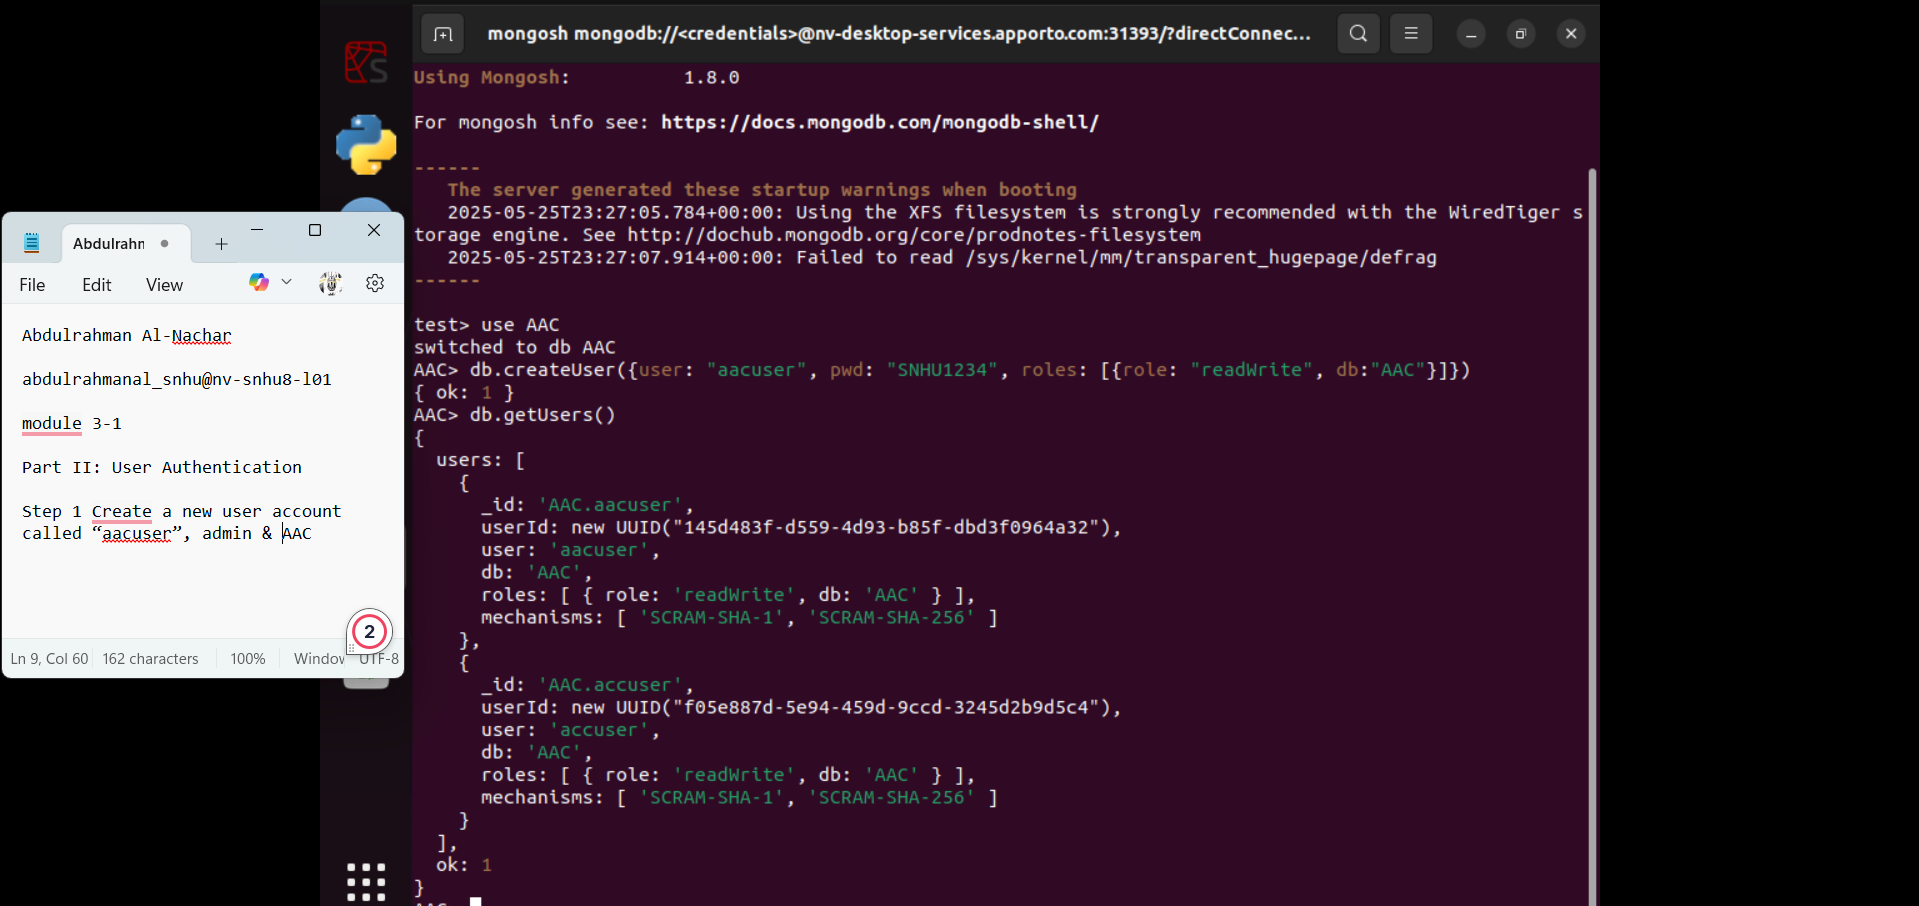 mongosh mongodb://<credentials>@nv-desktop-services.apporto.com:31393/?directConnec...
Using Mongosh: 1.8.0
For mongosh info see: https://docs.mongodb.com/mongodb-shell/
------
The server generated these startup warnings when booting
2025-05-25T23:27:05.784+00:00: Using the XFS filesystem is strongly recommended with the WiredTiger s
torage engine. See http://dochub.mongodb.org/core/prodnotes-filesystem
2025-05-25T23:27:07.914+00:00: Failed to read /sys/kernel/mm/transparent_hugepage/defrag
------
test> use AAC
switched to db AAC
AAC> db.createUser({user: "aacuser", pwd: "SNHU1234", roles: [{role: "readWrite", db:"AAC"}]})
{ ok: 1 }
AAC> db.getUsers()
{
users: [
{
_id: 'AAC.aacuser',
userId: new UUID("145d483f-d559-4d93-b85f-dbd3f0964a32"),
user: 'aacuser',
db: 'AAC',
roles: [ { role: 'readWrite', db: 'AAC' } ],
mechanisms: [ 'SCRAM-SHA-1', 'SCRAM-SHA-256' ]
},
{
_id: 'AAC.accuser',
userId: new UUID("f05e887d-5e94-459d-9ccd-3245d2b9d5c4"),
user: 'accuser',
db: 'AAC',
roles: [ { role: 'readWrite', db: 'AAC' } ],
mechanisms: [ 'SCRAM-SHA-1', 'SCRAM-SHA-256' ]
}
],
ok: 1
}
Abdulrahn
File Edit View
Abdulrahman Al-Nachar
abdulrahmanal_snhu@nv-snhu8-l01
module 3-1
Part II: User Authentication
Step 1 Create a new user account
called “aacuser”, admin & AAC
2
Ln 9, Col 60 162 characters 100% Window UTF-8